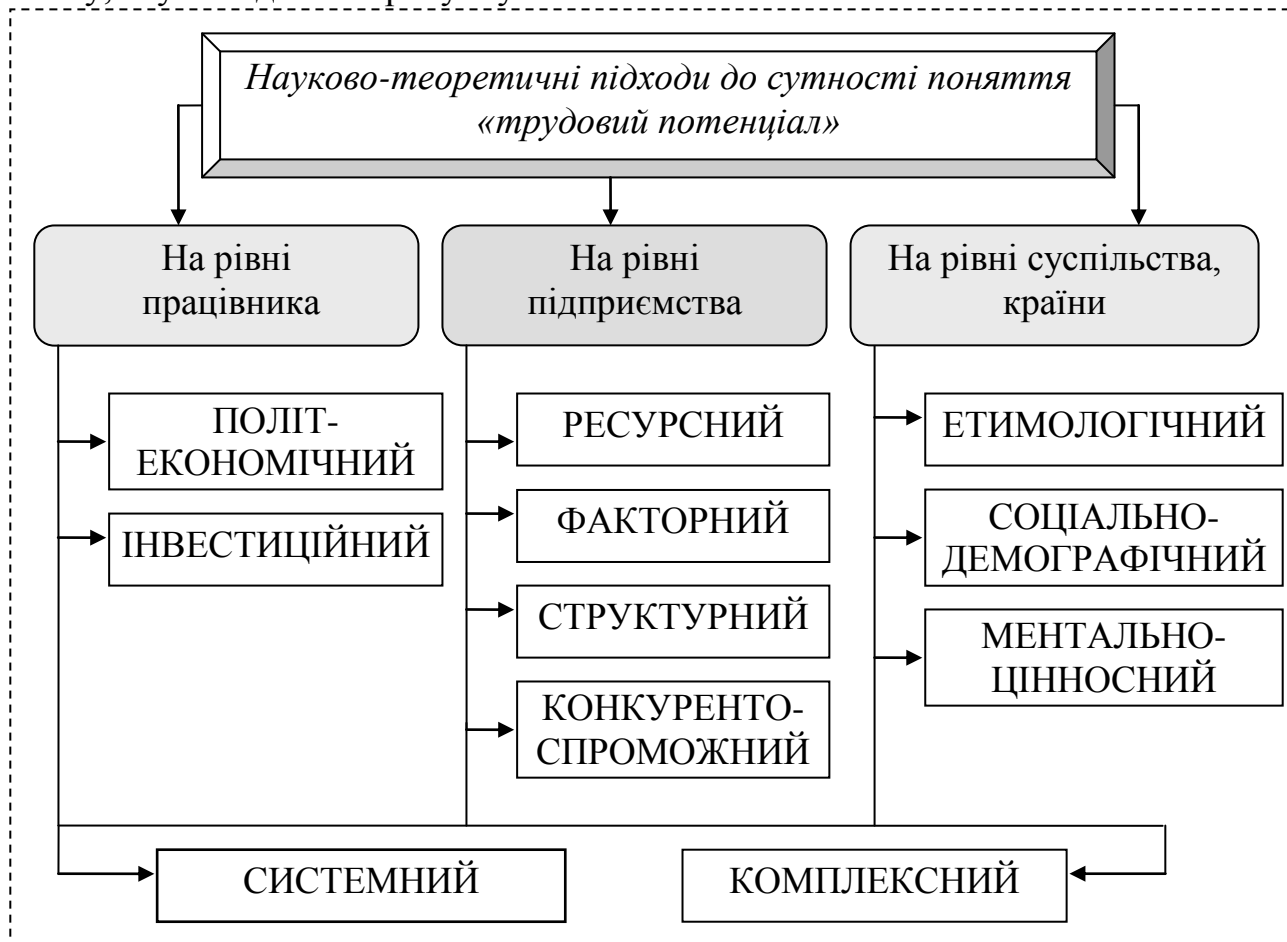 Науково-теоретичні підходи до сутності поняття
«трудовий потенціал»
На рівні
працівника
На рівні
підприємства
На рівні суспільства,
країни
ПОЛІТ-
ЕКОНОМІЧНИЙ
ІНВЕСТИЦІЙНИЙ
РЕСУРСНИЙ
ФАКТОРНИЙ
СТРУКТУРНИЙ
КОНКУРЕНТО-
СПРОМОЖНИЙ
ЕТИМОЛОГІЧНИЙ
СОЦІАЛЬНО-
ДЕМОГРАФІЧНИЙ
МЕНТАЛЬНО-
ЦІННОСНИЙ
СИСТЕМНИЙ
КОМПЛЕКСНИЙ